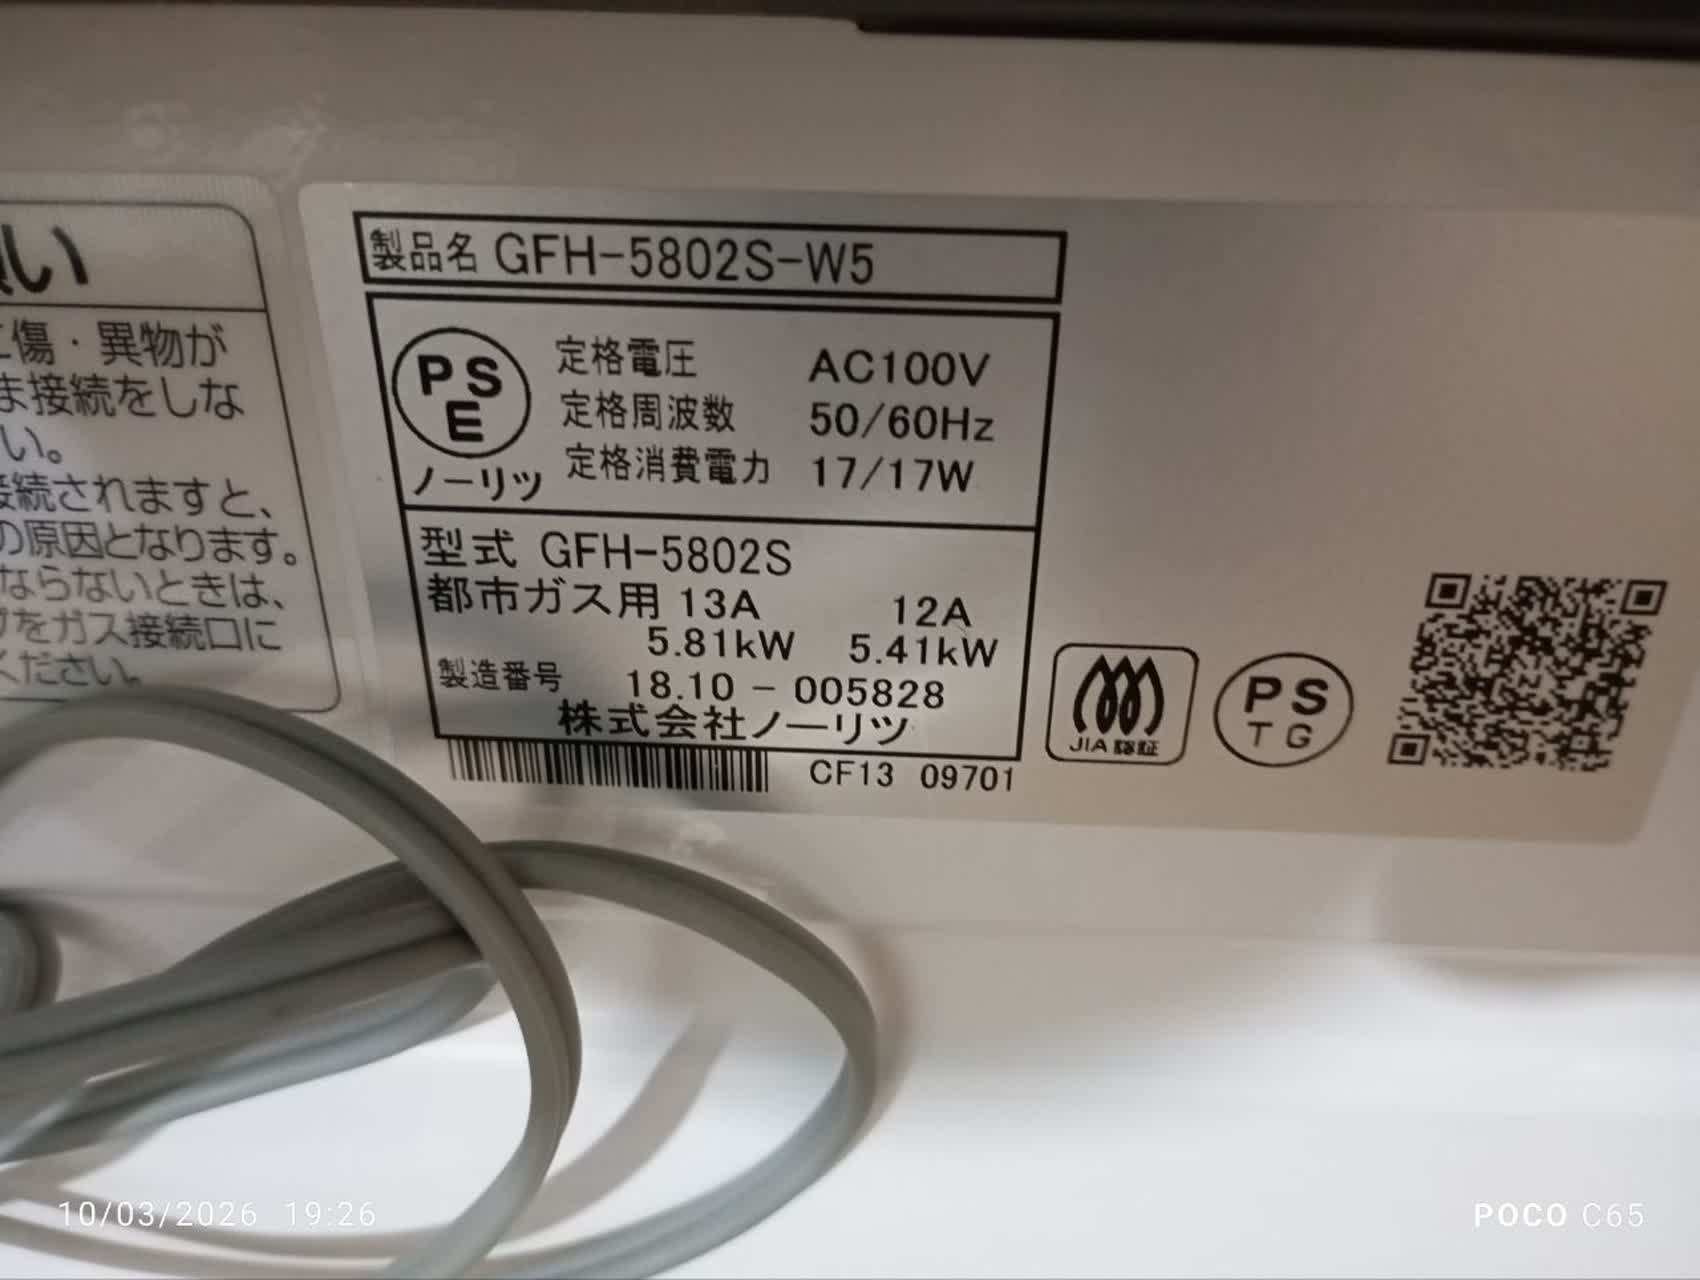 い
傷・異物が
ま接続をしな
い。
接続されますと、
の原因となります。
ならないときは、
をガス接続口に
ください。
製品名 GFH-5802S-W5
PS
E
ノーリツ
定格電圧 AC100V
定格周波数 50/60Hz
定格消費電力 17/17W
型式 GFH-5802S
都市ガス用 13A 12A
5.81kW 5.41kW
製造番号 18.10 - 005828
株式会社ノーリツ
CF13 09701
JIA 認証
PS
TG
10/03/2026 19:26
POCO C65